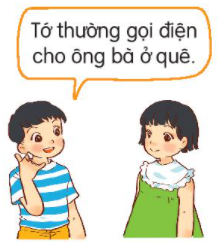 Tớ thường gọi điện
cho ông bà ở quê.